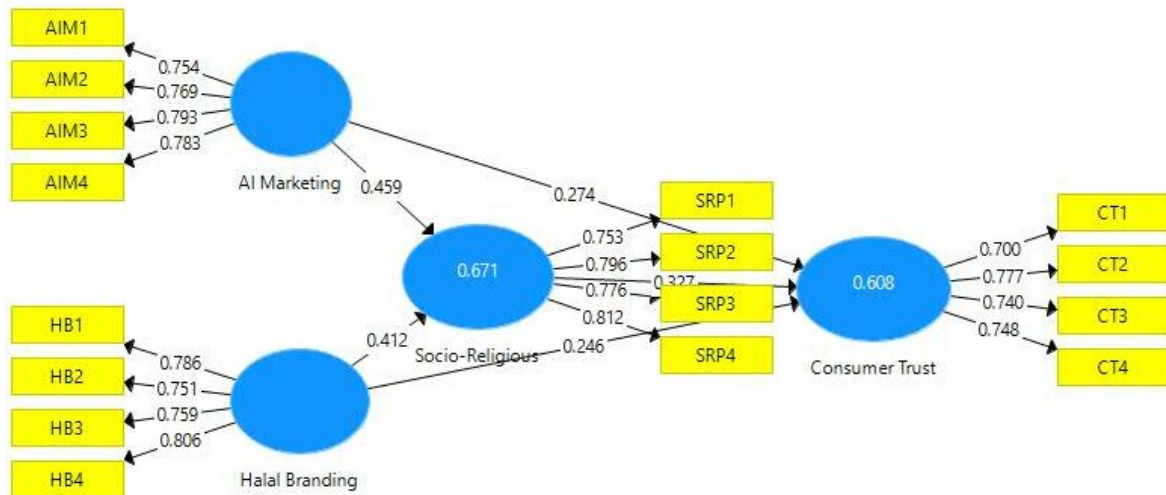 AIM1
AIM2
AIM3
AIM4
0.754
0.769
0.793
0.783
AI Marketing
0.459
0.274
SRP1
SRP2
SRP3
SRP4
0.753
0.796
0.327
0.776
0.812
0.671
Socio-Religious
0.412
0.246
HB1
HB2
HB3
HB4
0.786
0.751
0.759
0.806
Halal Branding
0.608
Consumer Trust
0.700
0.777
0.740
0.748
CT1
CT2
CT3
CT4